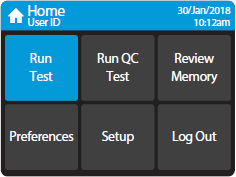 Home
30/Jan/2018
User ID
10:12am
Run
Test
Run QC
Test
Review
Memory
Preferences
Setup
Log Out